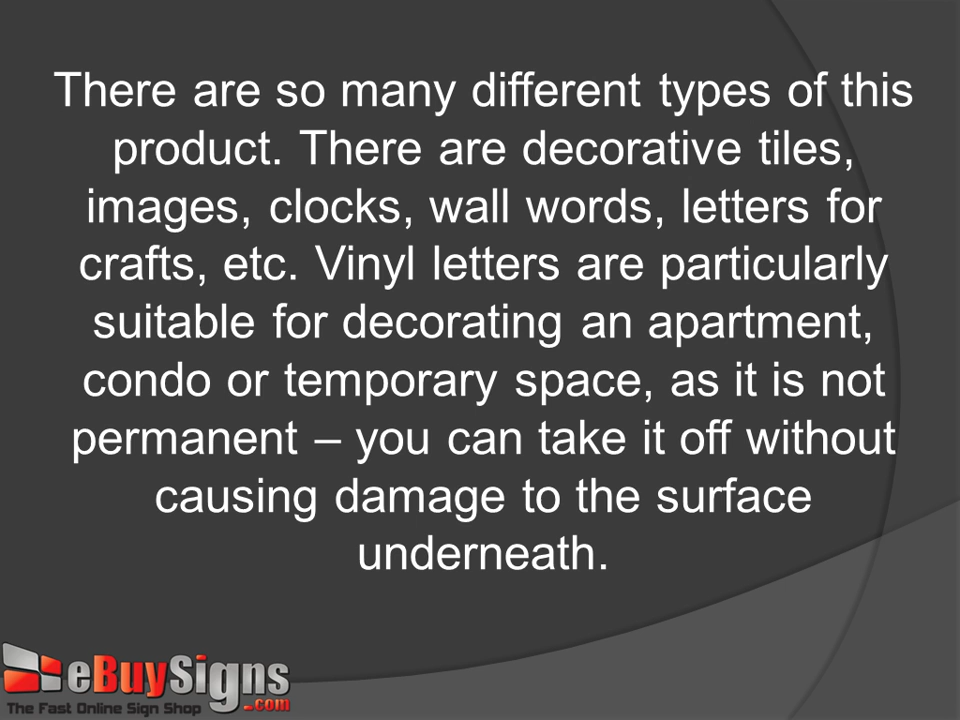 There are so many different types of this
product. There are decorative tiles,
images, clocks, wall words, letters for
crafts, etc. Vinyl letters are particularly
suitable for decorating an apartment,
condo or temporary space, as it is not
permanent – you can take it off without
causing damage to the surface
underneath.
eBuySigns
.com
The Fast Online Sign Shop